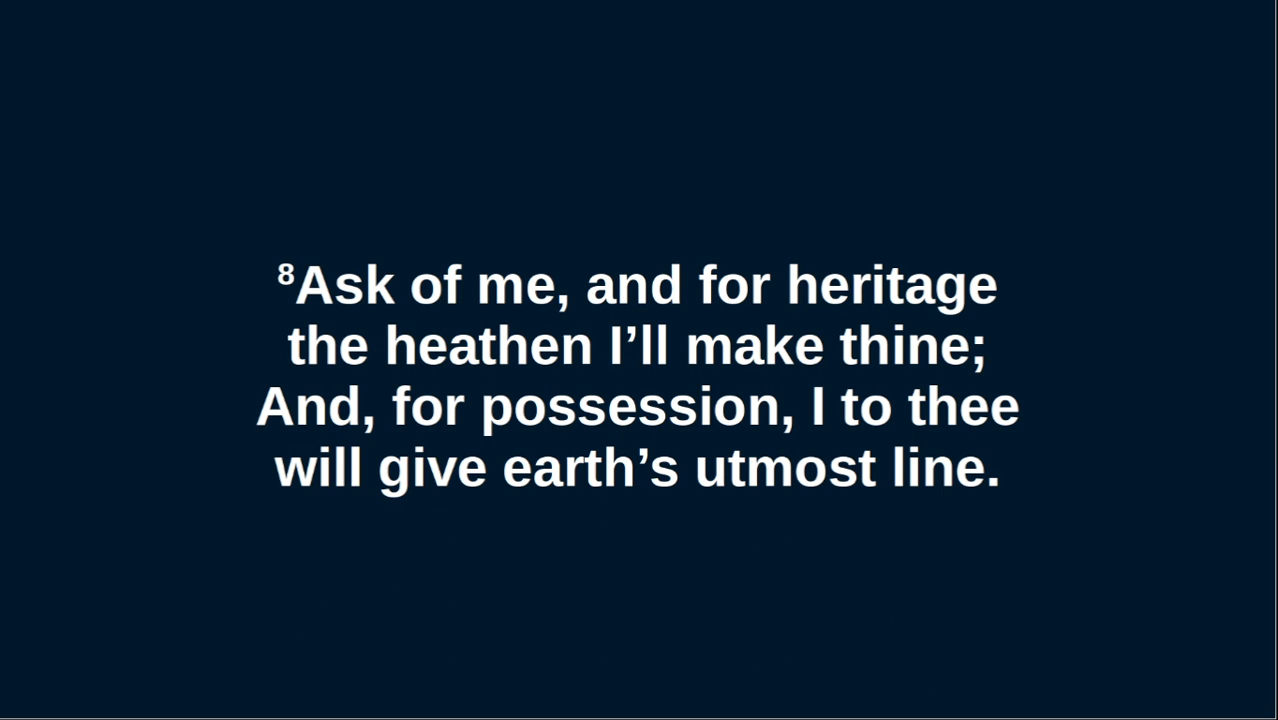 ⁸Ask of me, and for heritage
the heathen I’ll make thine;
And, for possession, I to thee
will give earth’s utmost line.